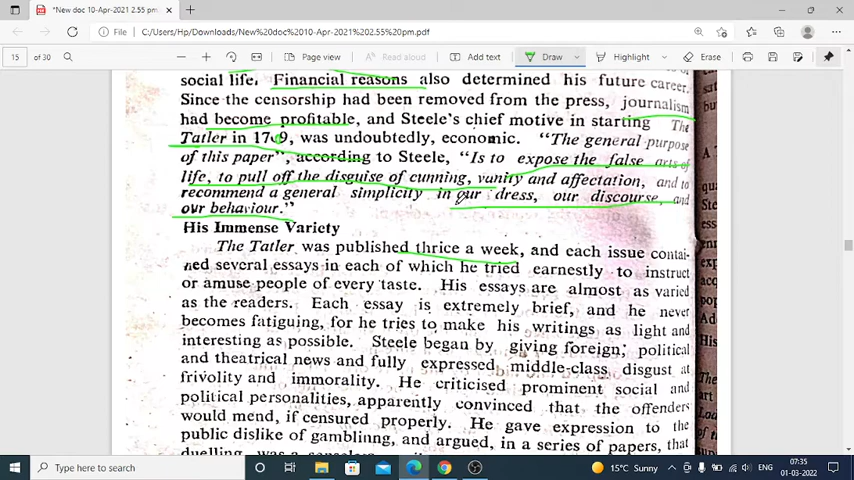 *New doc 10-Apr-2021 2.55 pm.p
File
C:/Users/Hp/Downloads/New%20doc%2010-Apr-2021%202.55%20pm.pdf
15 of 30
Page view
Read aloud
Add text
Draw
Highlight
Erase
social life. Financial reasons also determined his future career.
Since the censorship had been removed from the press, journalism
had become profitable, and Steele's chief motive in starting The
Tatler in 1709, was undoubtedly, economic. "The general purpose
of this paper", according to Steele, "Is to expose the false arts of
life, to pull off the disguise of cunning, vanity and affectation, and to
recommend a general simplicity in our dress, our discourse, and
our behaviour."
His Immense Variety
The Tatler was published thrice a week, and each issue contai-
ned several essays in each of which he tried earnestly to instruct
or amuse people of every taste. His essays are almost as varied
as the readers. Each essay is extremely brief, and he never
becomes fatiguing, for he tries to make his writings as light and
interesting as possible. Steele began by giving foreign, political
and theatrical news and fully expressed middle-class disgust at
frivolity and immorality. He criticised prominent social and
political personalities, apparently convinced that the offenders
would mend, if censured properly. He gave expression to the
public dislike of gamblinng, and argued, in a series of papers, that
duelling, was a senseless
Type here to search
15°C Sunny
ENG
07:35
01-03-2022